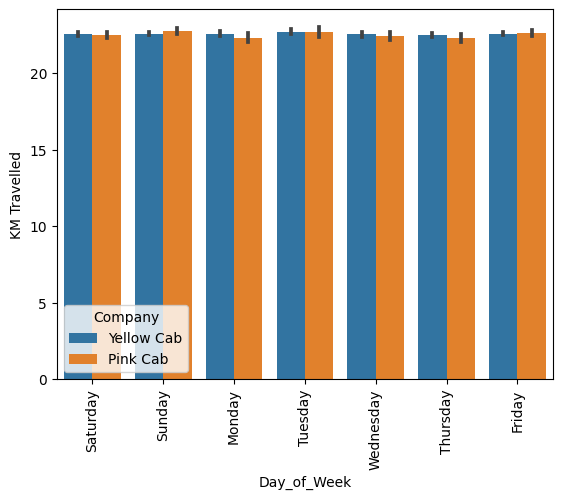 KM Travelled
20
15
10
5
0
Company
Yellow Cab
Pink Cab
Saturday
Sunday
Monday
Tuesday
Wednesday
Thursday
Friday
Day_of_Week